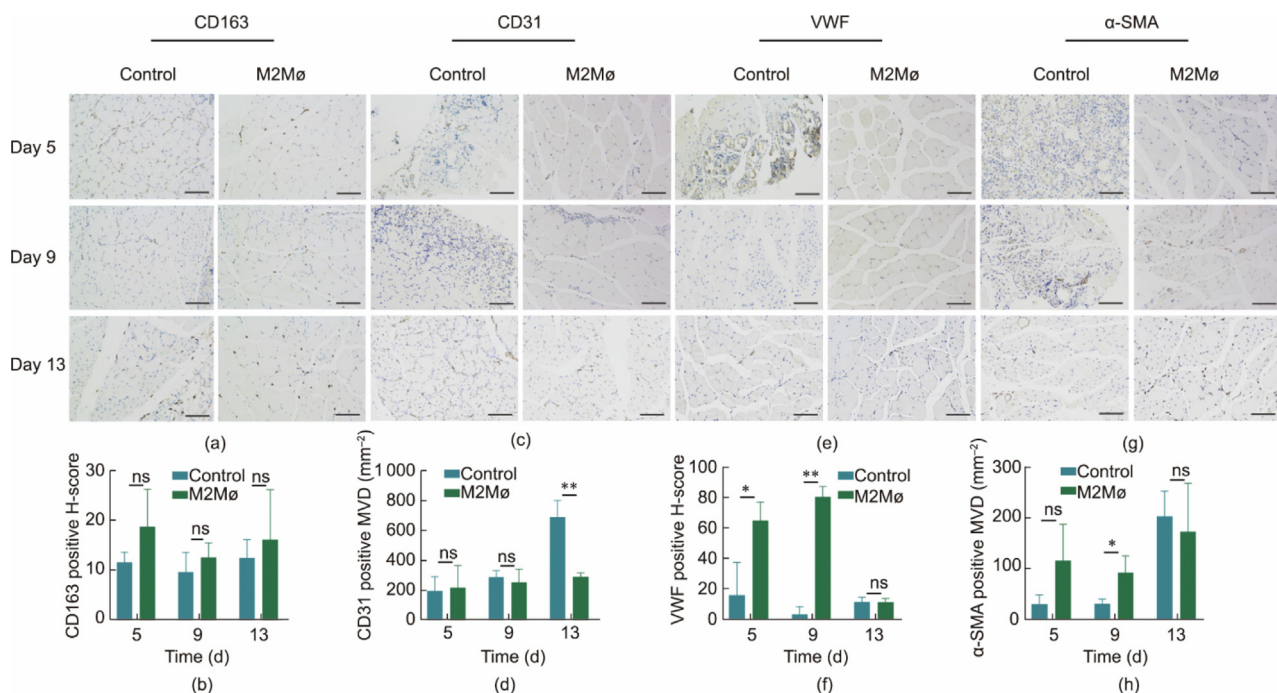 CD163 CD31 VWF α-SMA
Control M2Mø Control M2Mø Control M2Mø Control M2Mø
Day 5
Day 9
Day 13
(a) (c) (e) (g)
CD163 positive H-score
30
20
10
0
ns ns ns
Control
M2Mø
5 9 13
Time (d)
(b)
CD31 positive MVD (mm⁻²)
1 000
800
600
400
200
0
ns ns **
Control
M2Mø
5 9 13
Time (d)
(d)
VWF positive H-score
100
80
60
40
20
0
* ** ns
Control
M2Mø
5 9 13
Time (d)
(f)
α-SMA positive MVD (mm⁻²)
300
200
100
0
ns * ns
Control
M2Mø
5 9 13
Time (d)
(h)